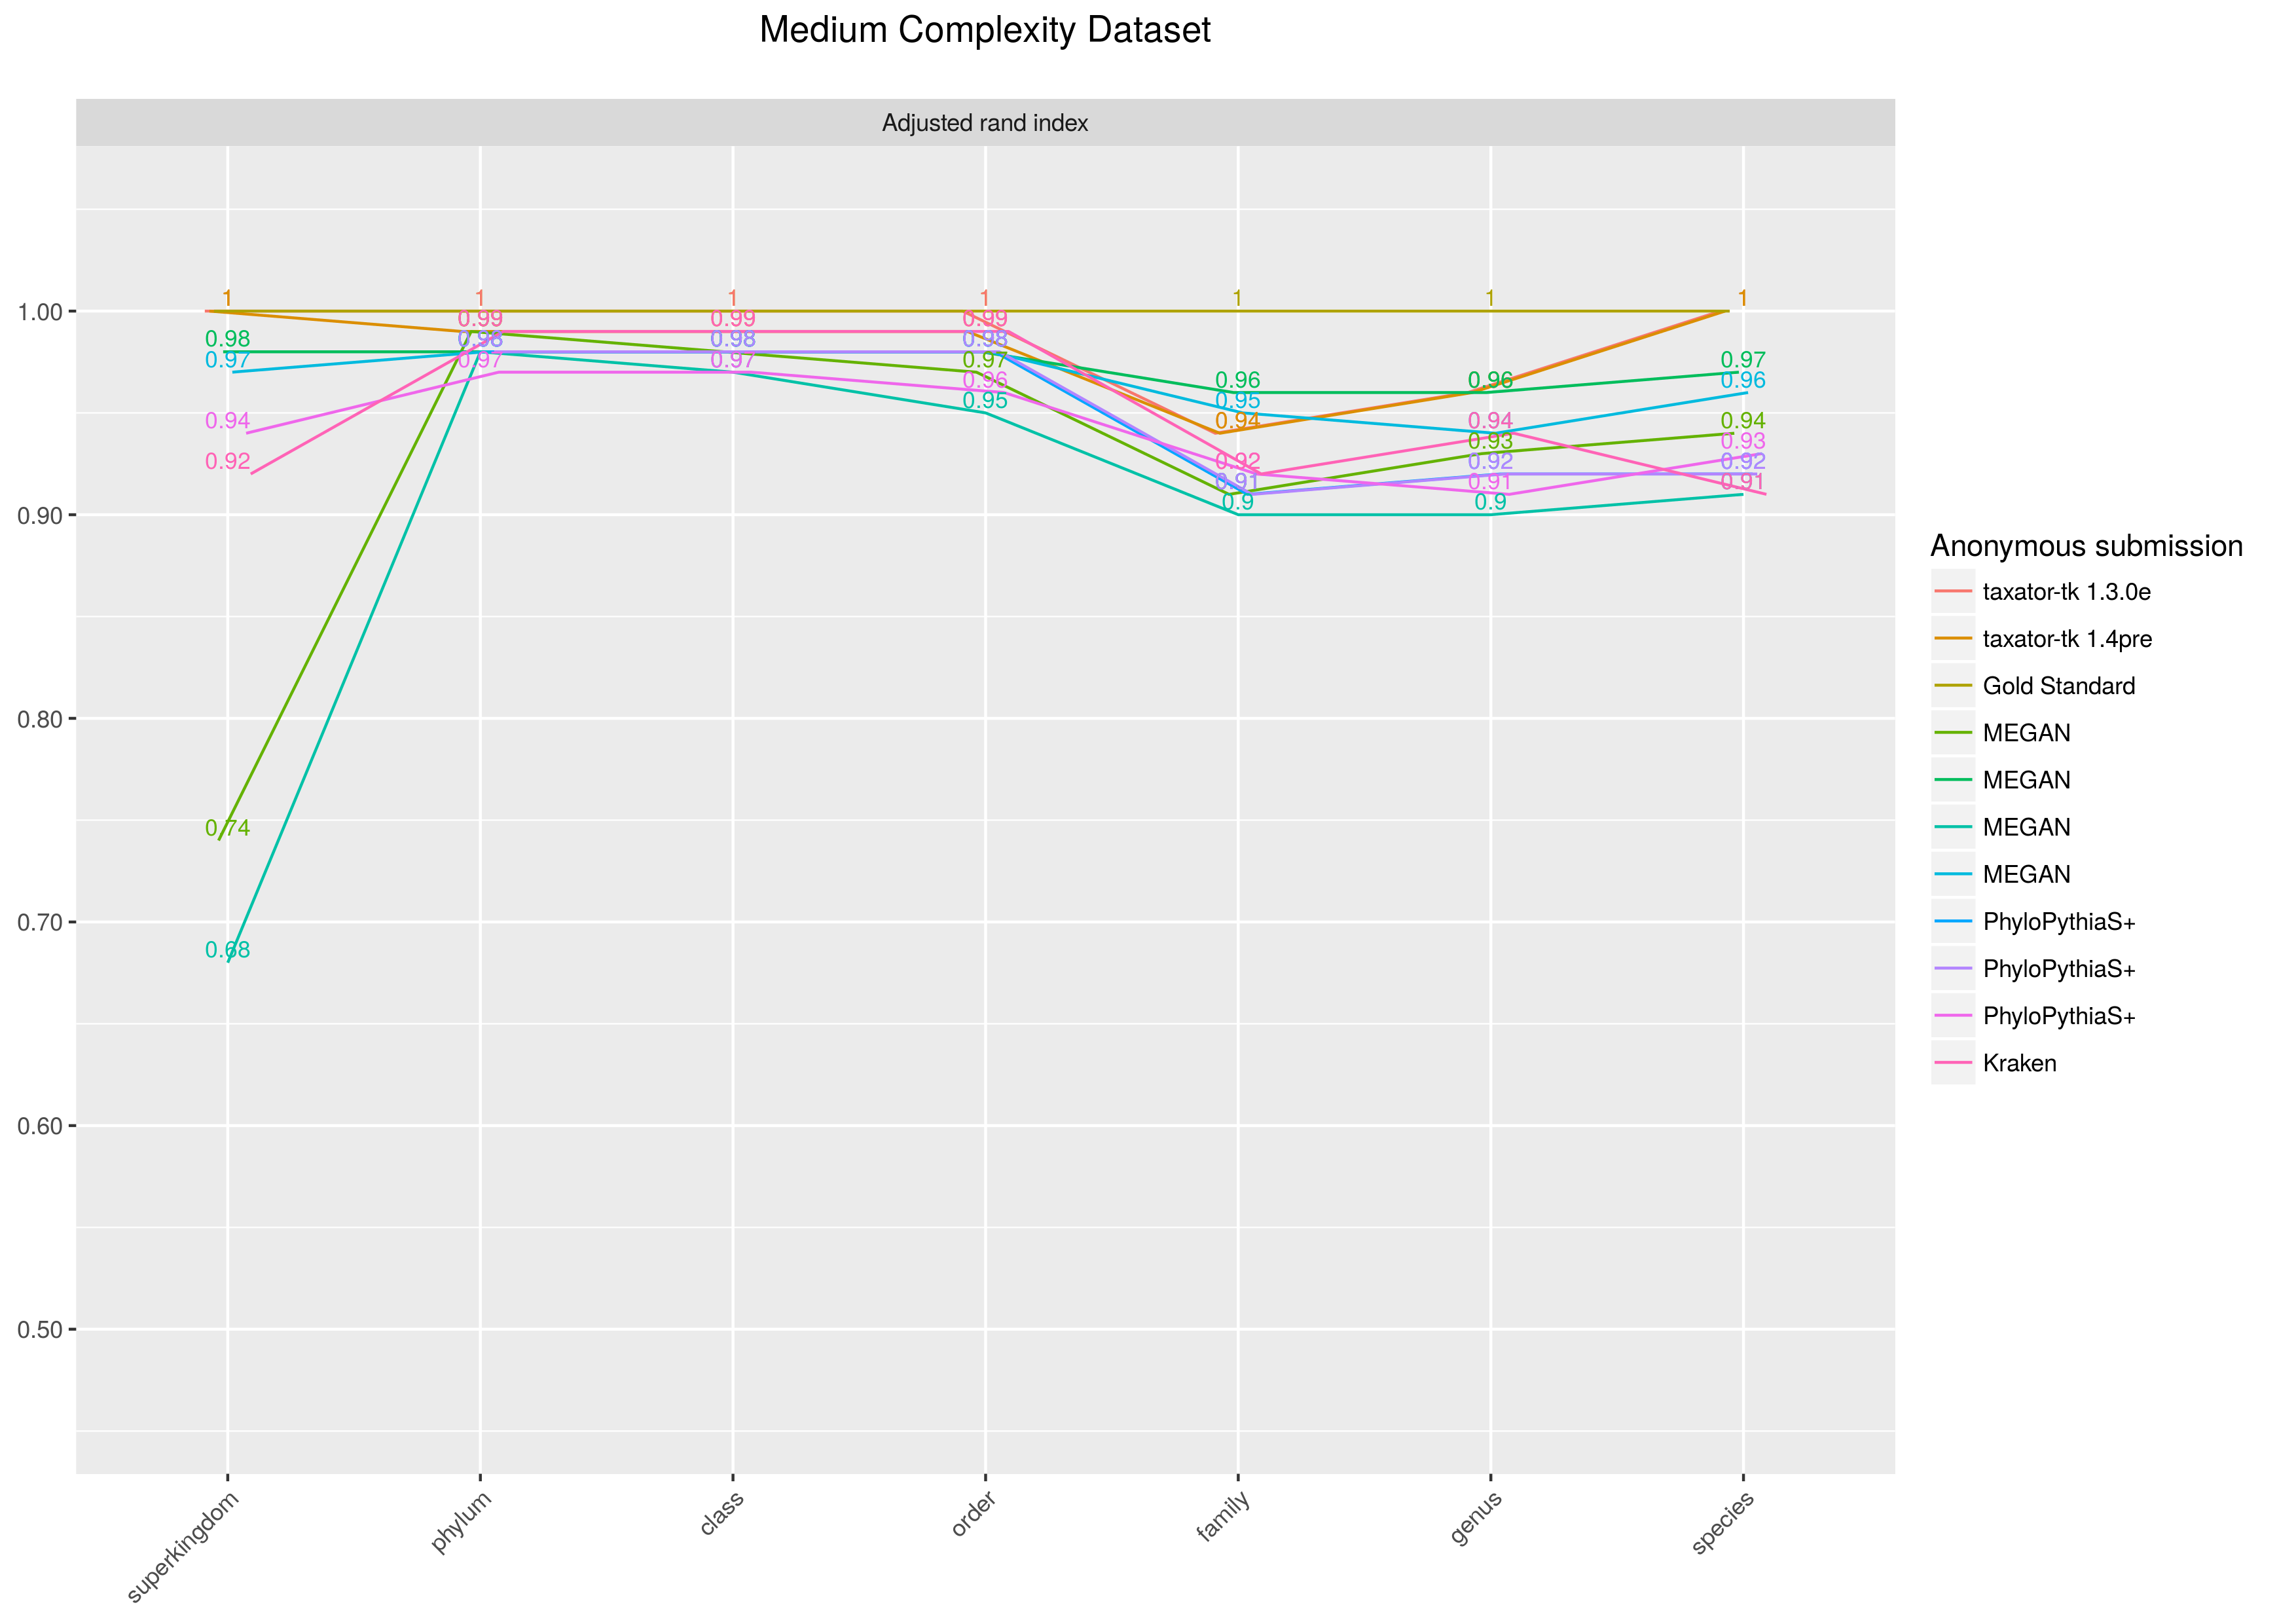 Medium Complexity Dataset
Adjusted rand index
1 1 1 1 1 1 1
1.00
0.99 0.99 0.99
0.98 0.98 0.98 0.98
0.97 0.97 0.97 0.97 0.97
0.96 0.96 0.96 0.96
0.95 0.95
0.94 0.94 0.94 0.94
0.93 0.93
0.92 0.92 0.92 0.92
0.91 0.91 0.91
0.9 0.9
0.90
0.80
0.74
0.70
0.68
0.60
0.50
superkingdom
phylum
class
order
family
genus
species
Anonymous submission
taxator-tk 1.3.0e
taxator-tk 1.4pre
Gold Standard
MEGAN
MEGAN
MEGAN
MEGAN
PhyloPythiaS+
PhyloPythiaS+
PhyloPythiaS+
Kraken